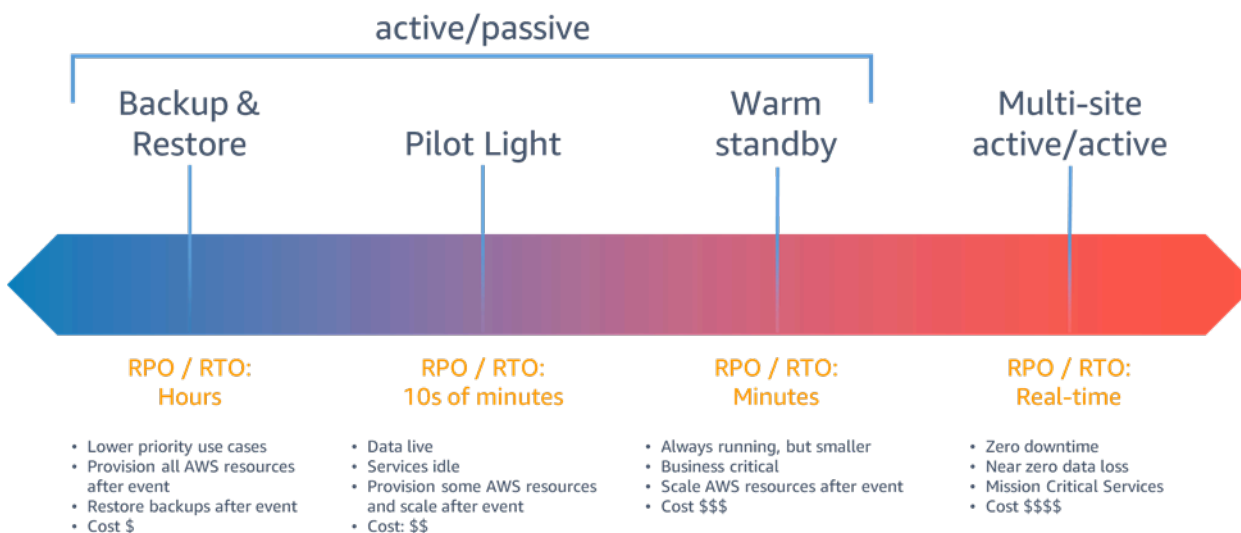 active/passive
Backup &
Restore
Pilot Light
Warm
standby
Multi-site
active/active
RPO / RTO:
Hours
RPO / RTO:
10s of minutes
RPO / RTO:
Minutes
RPO / RTO:
Real-time
• Lower priority use cases
• Provision all AWS resources
after event
• Restore backups after event
• Cost $
• Data live
• Services idle
• Provision some AWS resources
and scale after event
• Cost: $$
• Always running, but smaller
• Business critical
• Scale AWS resources after event
• Cost $$$
• Zero downtime
• Near zero data loss
• Mission Critical Services
• Cost $$$$